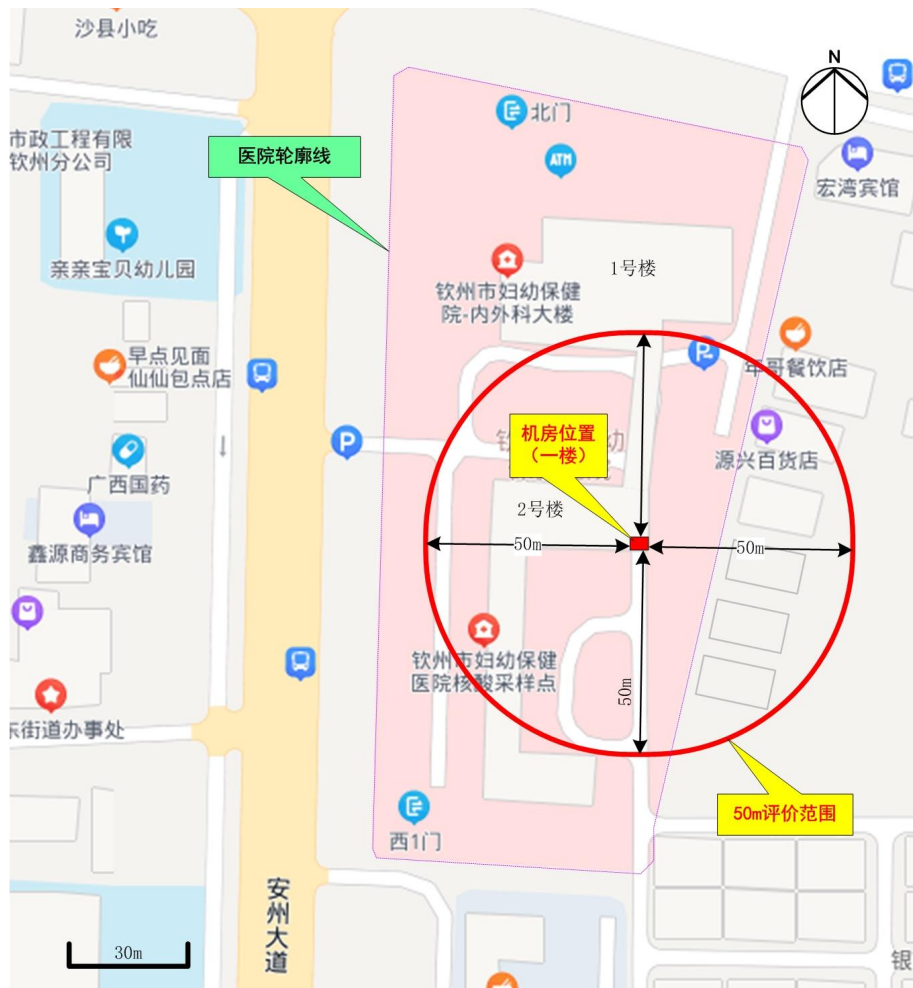 沙县小吃
N
北门
市政工程有限
钦州分公司
医院轮廓线
ATM
宏湾宾馆
亲亲宝贝幼儿园
1号楼
钦州市妇幼保健
院-内外科大楼
早点见面
仙仙包点店
P
年哥餐饮店
机房位置
（一楼）
P
源兴百货店
广西国药
2号楼
50m
50m
鑫源商务宾馆
钦州市妇幼保健
医院核酸采样点
50m
东街道办事处
50m评价范围
西1门
安州大道
30m
银